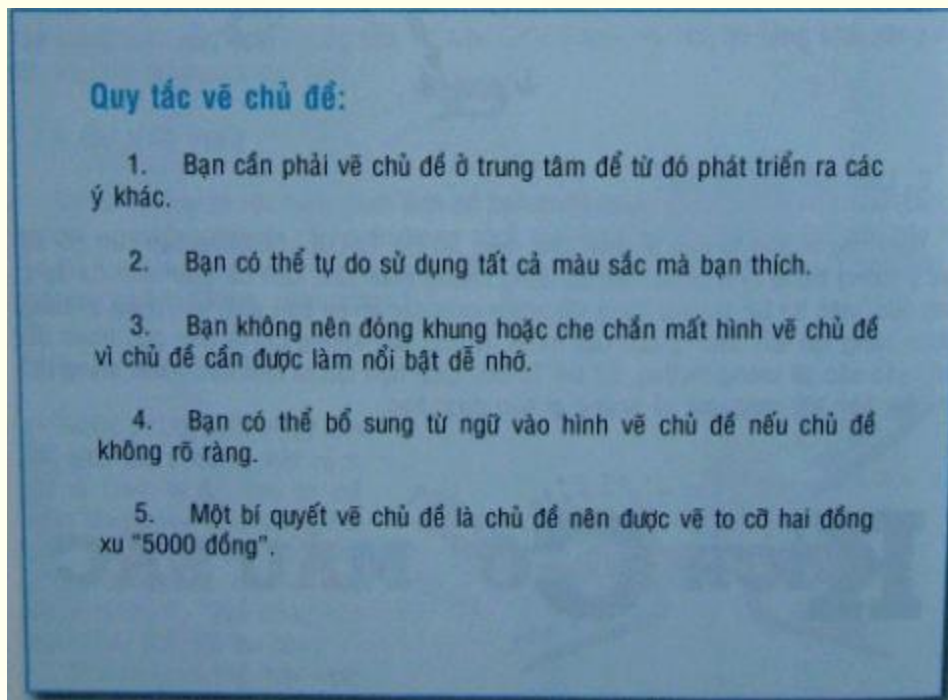 Quy tắc vẽ chủ đề:
1. Bạn cần phải vẽ chủ đề ở trung tâm để từ đó phát triển ra các
ý khác.
2. Bạn có thể tự do sử dụng tất cả màu sắc mà bạn thích.
3. Bạn không nên đóng khung hoặc che chắn mất hình vẽ chủ đề
vì chủ đề cần được làm nổi bật dễ nhớ.
4. Bạn có thể bổ sung từ ngữ vào hình vẽ chủ đề nếu chủ đề
không rõ ràng.
5. Một bí quyết vẽ chủ đề là chủ đề nên được vẽ to cỡ hai đồng
xu "5000 đồng".